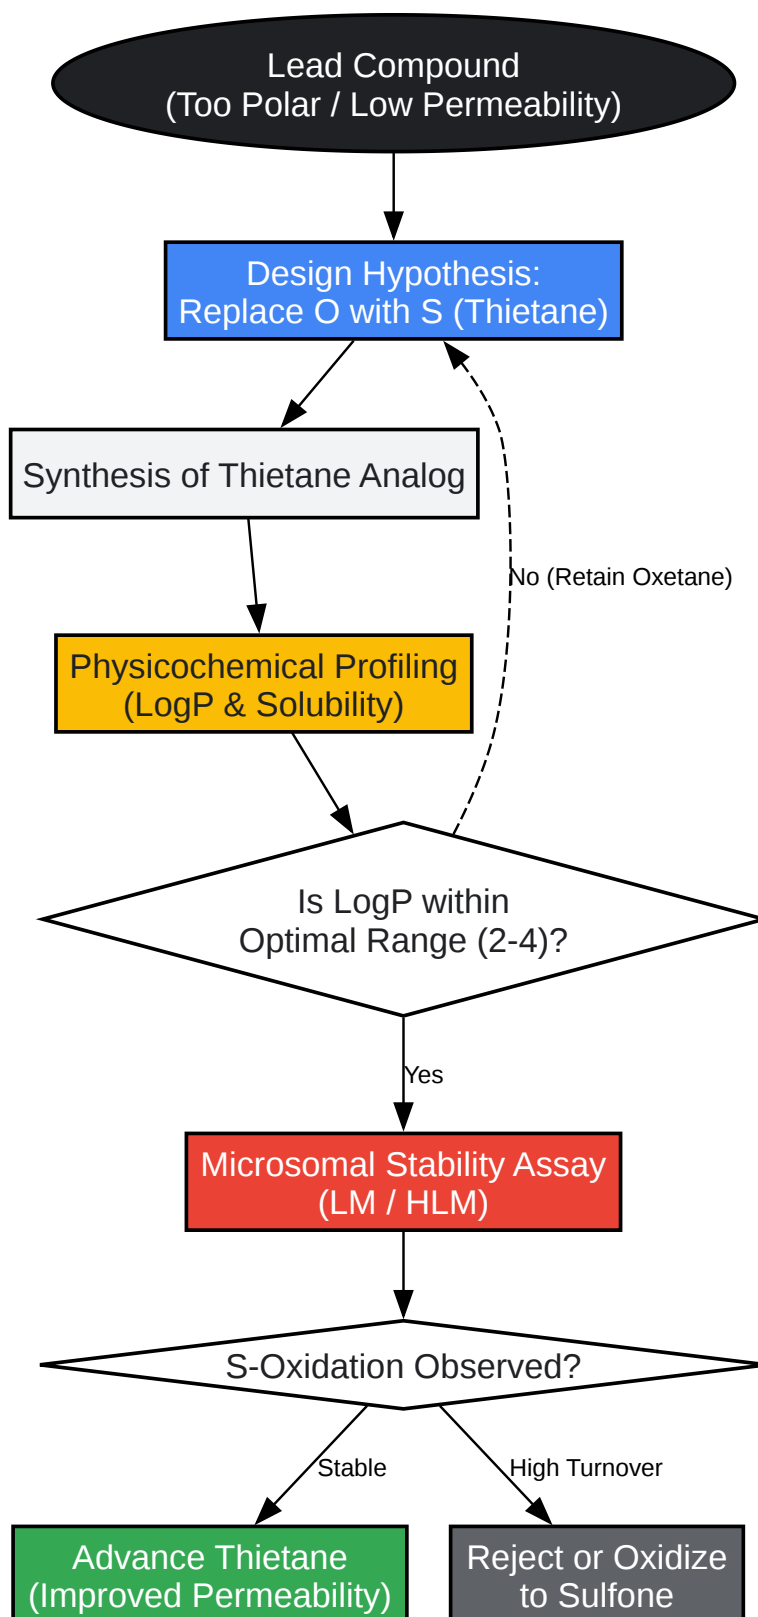 Lead Compound
(Too Polar / Low Permeability)
Design Hypothesis:
Replace O with S (Thietane)
Synthesis of Thietane Analog
No (Retain Oxetane)
Physicochemical Profiling
(LogP & Solubility)
Is LogP within
Optimal Range (2-4)?
Yes
Microsomal Stability Assay
(LM / HLM)
S-Oxidation Observed?
Stable
High Turnover
Advance Thietane
(Improved Permeability)
Reject or Oxidize
to Sulfone